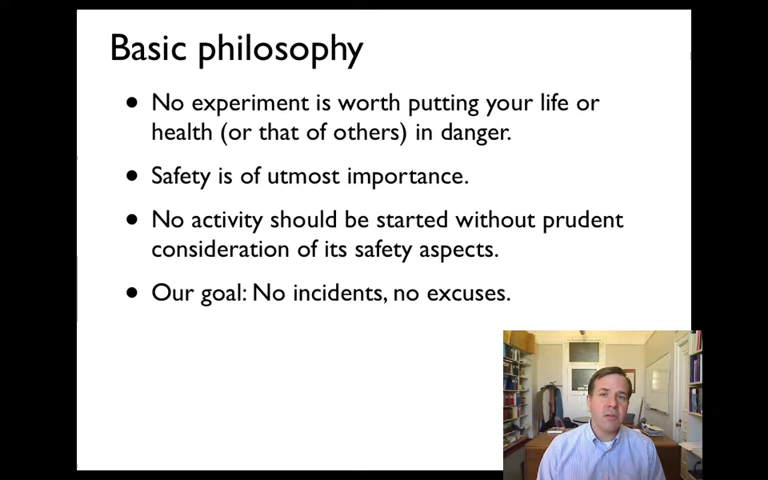 Basic philosophy
• No experiment is worth putting your life or
health (or that of others) in danger.
• Safety is of utmost importance.
• No activity should be started without prudent
consideration of its safety aspects.
• Our goal: No incidents, no excuses.